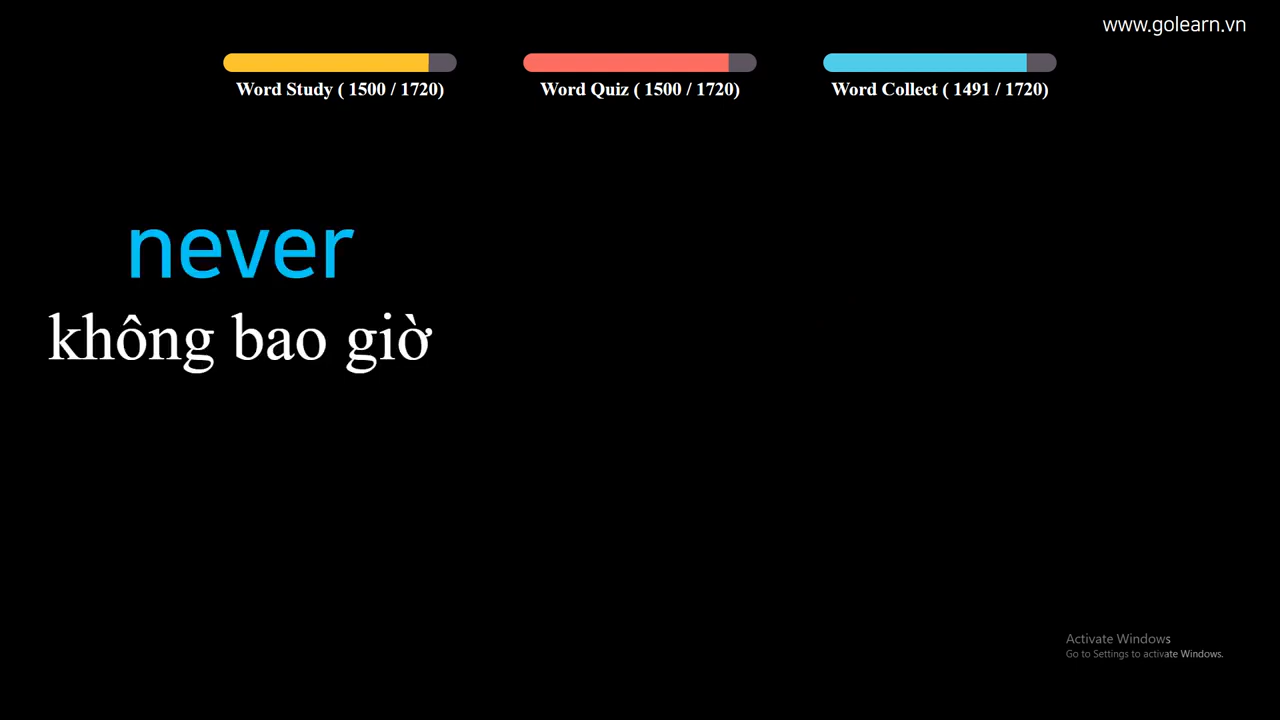 www.golearn.vn
Word Study ( 1500 / 1720)
Word Quiz ( 1500 / 1720)
Word Collect ( 1491 / 1720)
never
không bao giờ
Activate Windows
Go to Settings to activate Windows.